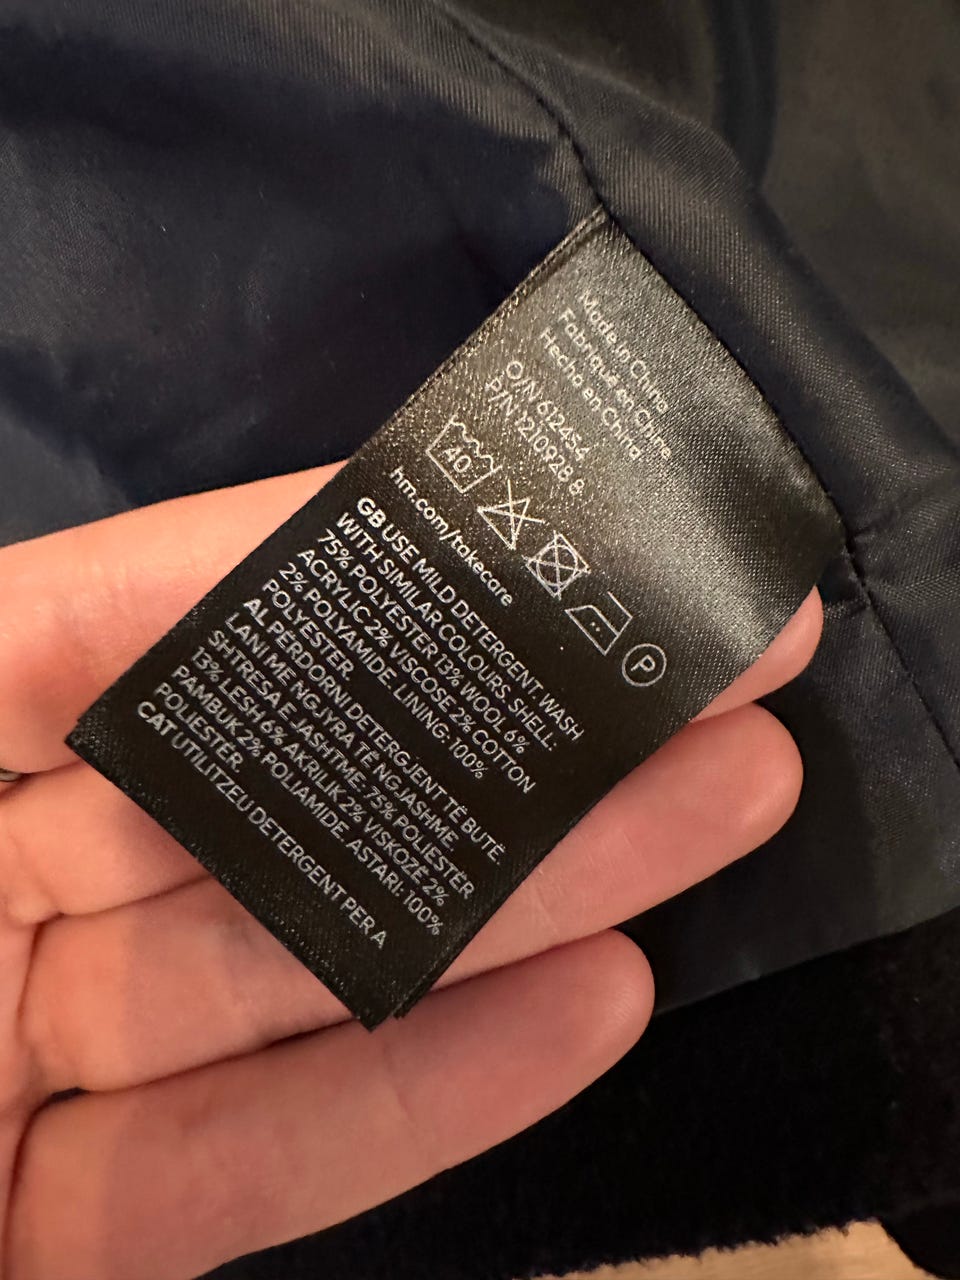 Made in China
Fabriqué en Chine
Hecho en China
O/N 612454
P/N 1210928 8
40
P
hm.com/takecare
GB USE MILD DETERGENT. WASH
WITH SIMILAR COLOURS. SHELL:
75% POLYESTER 13% WOOL 6%
ACRYLIC 2% VISCOSE 2% COTTON
2% POLYAMIDE. LINING: 100%
POLYESTER.
AL PËRDORNI DETERGJENT TË BUTË.
LANI ME NGJYRA TË NGJASHME.
SHTRESA E JASHTME: 75% POLIESTËR
13% LESH 6% AKRILIK 2% VISKOZË 2%
PAMBUK 2% POLIAMIDE. ASTARI: 100%
POLIESTËR.
CAT UTILITZEU DETERGENT PER A